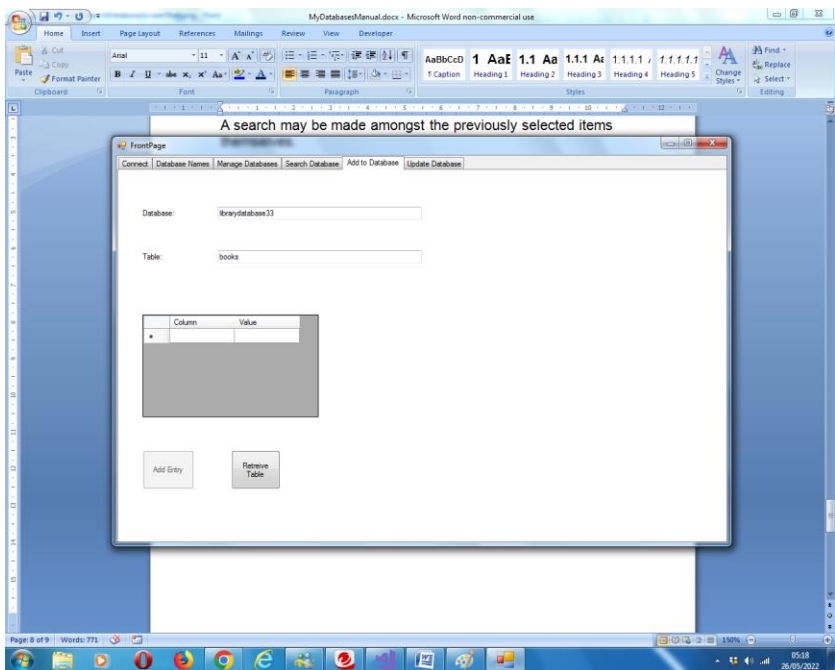 MyDatabasesManual.docx - Microsoft Word non-commercial use
Home Insert Page Layout References Mailings Review View Developer
Cut
Copy
Paste
Format Painter
Clipboard
Arial 11
Font
Paragraph
AaBbCcD 1 AaB 1.1 Aa 1.1.1 Aa 1.1.1.1 1.1.1.1.1
¶ Caption Heading 1 Heading 2 Heading 3 Heading 4 Heading 5
Change
Styles
Styles
Find
Replace
Select
Editing
A search may be made amongst the previously selected items
themselves.
FrontPage
Connect Database Names Manage Databases Search Database Add to Database Update Database
Database: librarydatabase33
Table: books
Column Value
*
Add Entry
Retreive
Table
Page: 8 of 9 Words: 771
150%
05:18
26/05/2022